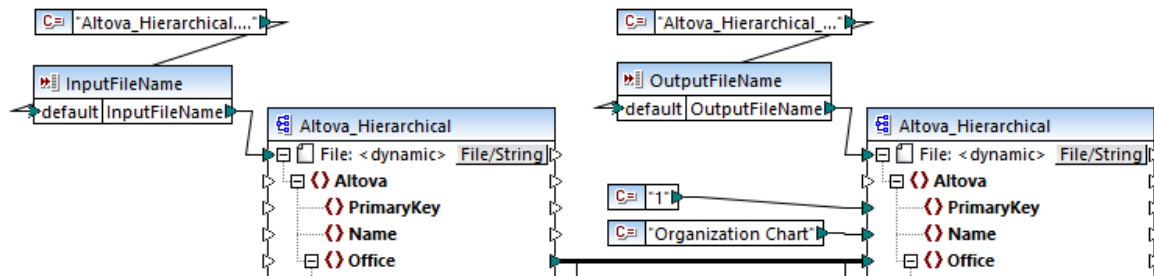 C= "Altova_Hierarchical...."
C= "Altova_Hierarchical_..."
InputFileName
default InputFileName
OutputFileName
default OutputFileName
Altova_Hierarchical
File: <dynamic> File/String
Altova
PrimaryKey
Name
Office
C= "1"
C= "Organization Chart"
Altova_Hierarchical
File: <dynamic> File/String
Altova
PrimaryKey
Name
Office